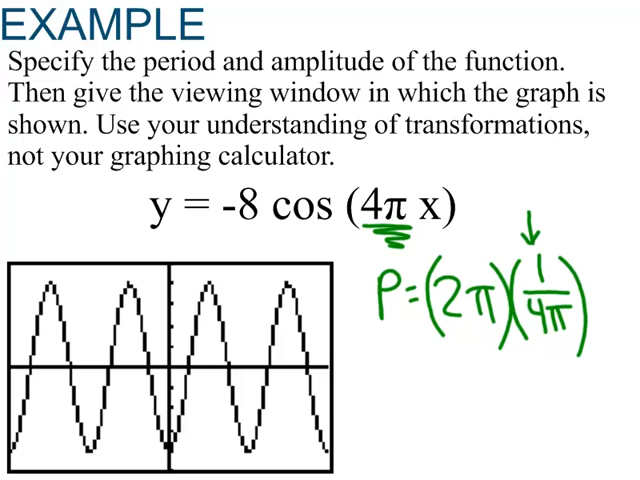 EXAMPLE
Specify the period and amplitude of the function.
Then give the viewing window in which the graph is
shown. Use your understanding of transformations,
not your graphing calculator.
y = -8 cos (4π x)
P=(2π)(1/4π)